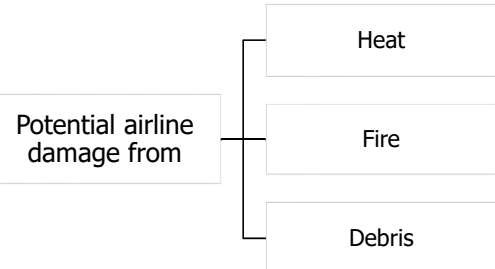 Potential airline
damage from
Heat
Fire
Debris